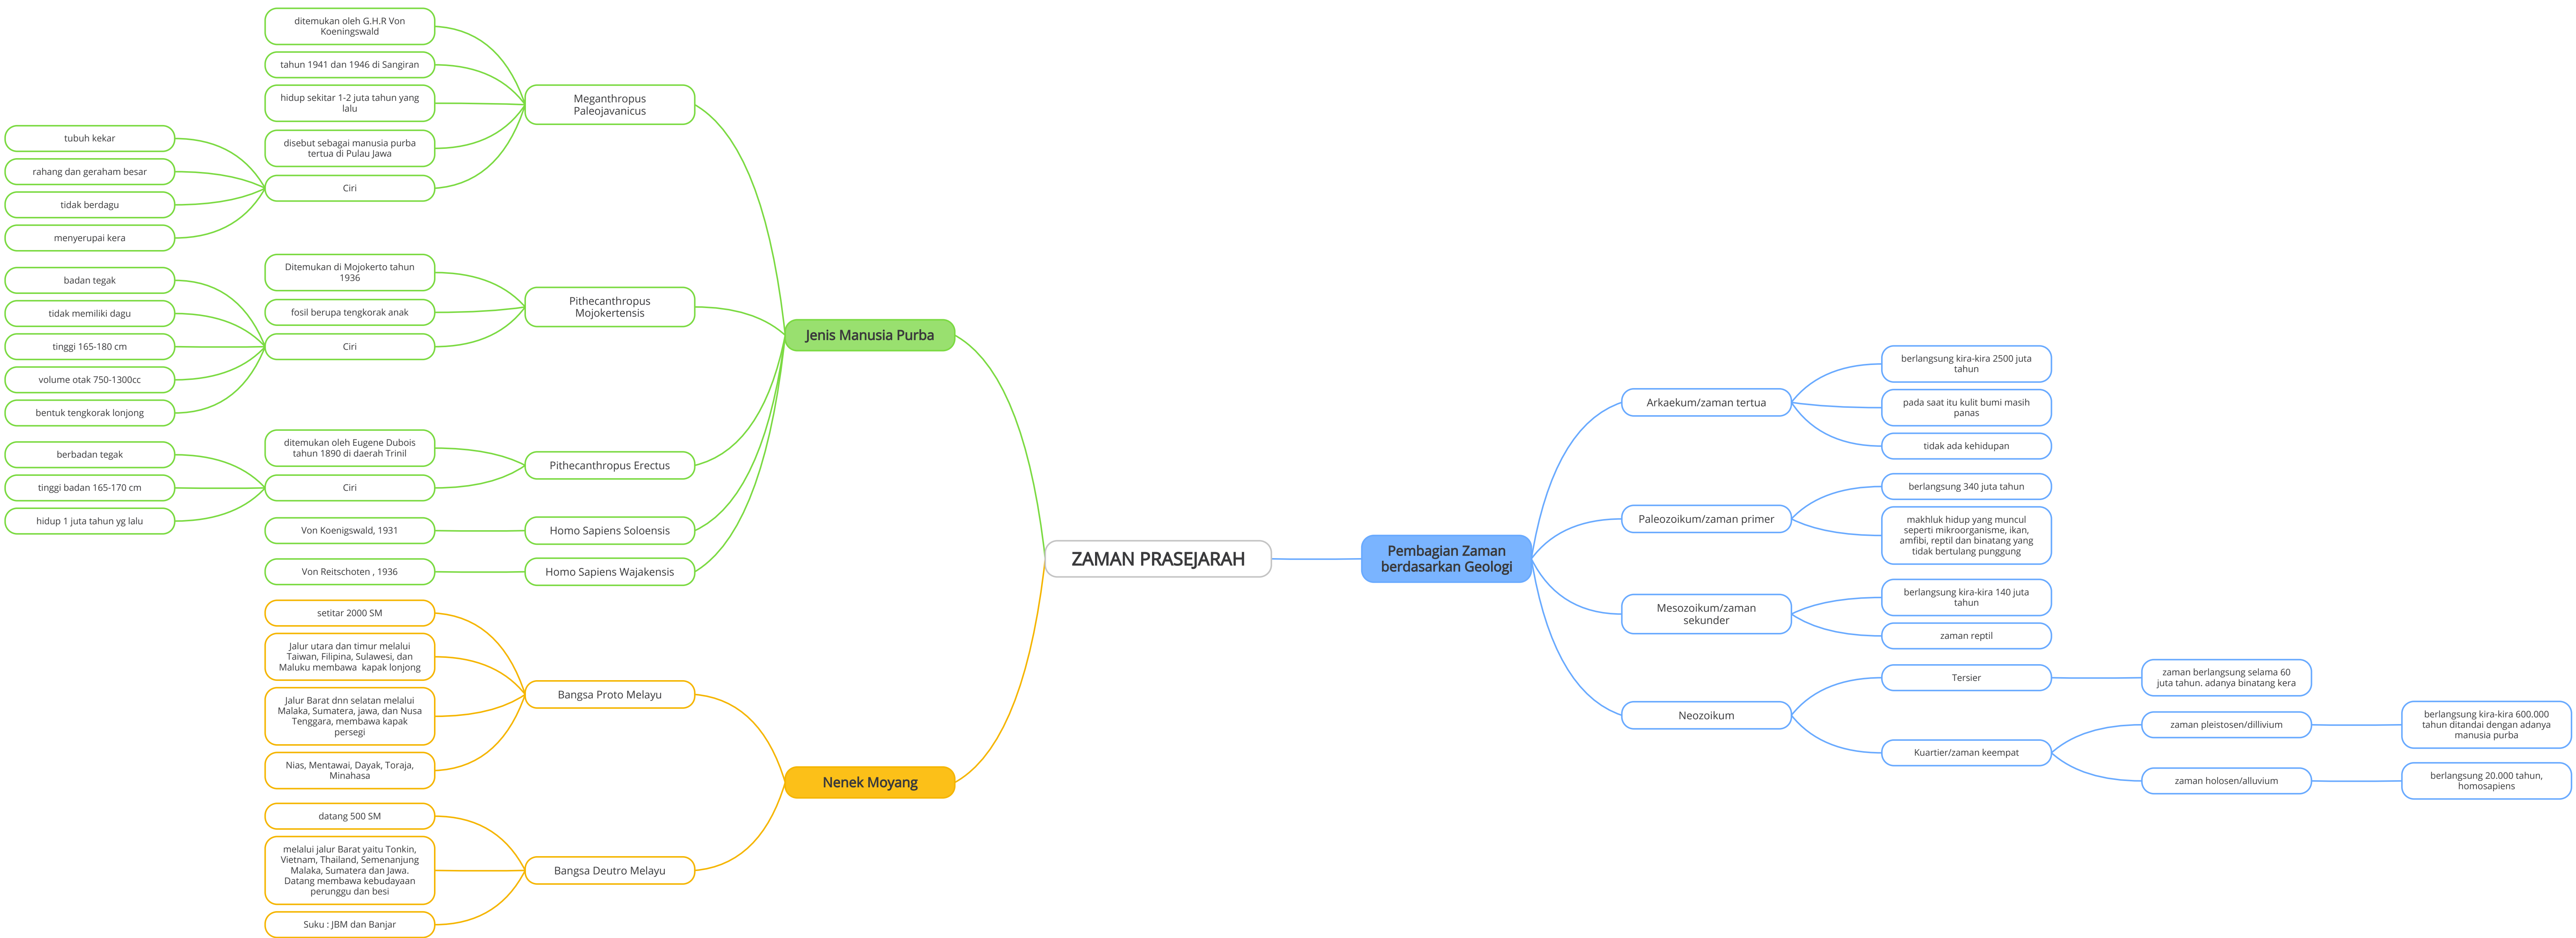 ZAMAN PRASEJARAH
Jenis Manusia Purba
Meganthropus
Paleojavanicus
ditemukan oleh G.H.R Von
Koeningswald
tahun 1941 dan 1946 di Sangiran
hidup sekitar 1-2 juta tahun yang
lalu
disebut sebagai manusia purba
tertua di Pulau Jawa
Ciri
tubuh kekar
rahang dan geraham besar
tidak berdagu
menyerupai kera
Pithecanthropus
Mojokertensis
Ditemukan di Mojokerto tahun
1936
fosil berupa tengkorak anak
Ciri
badan tegak
tidak memiliki dagu
tinggi 165-180 cm
volume otak 750-1300cc
bentuk tengkorak lonjong
Pithecanthropus Erectus
ditemukan oleh Eugene Dubois
tahun 1890 di daerah Trinil
Ciri
berbadan tegak
tinggi badan 165-170 cm
hidup 1 juta tahun yg lalu
Homo Sapiens Soloensis
Von Koenigswald, 1931
Homo Sapiens Wajakensis
Von Reitschoten , 1936
Nenek Moyang
Bangsa Proto Melayu
setitar 2000 SM
Jalur utara dan timur melalui
Taiwan, Filipina, Sulawesi, dan
Maluku membawa  kapak lonjong
Jalur Barat dnn selatan melalui
Malaka, Sumatera, jawa, dan Nusa
Tenggara, membawa kapak
persegi
Nias, Mentawai, Dayak, Toraja,
Minahasa
Bangsa Deutro Melayu
datang 500 SM
melalui jalur Barat yaitu Tonkin,
Vietnam, Thailand, Semenanjung
Malaka, Sumatera dan Jawa.
Datang membawa kebudayaan
perunggu dan besi
Suku : JBM dan Banjar
Pembagian Zaman
berdasarkan Geologi
Arkaekum/zaman tertua
berlangsung kira-kira 2500 juta
tahun
pada saat itu kulit bumi masih
panas
tidak ada kehidupan
Paleozoikum/zaman primer
berlangsung 340 juta tahun
makhluk hidup yang muncul
seperti mikroorganisme, ikan,
amfibi, reptil dan binatang yang
tidak bertulang punggung
Mesozoikum/zaman
sekunder
berlangsung kira-kira 140 juta
tahun
zaman reptil
Neozoikum
Tersier
zaman berlangsung selama 60
juta tahun. adanya binatang kera
Kuartier/zaman keempat
zaman pleistosen/dillivium
berlangsung kira-kira 600.000
tahun ditandai dengan adanya
manusia purba
zaman holosen/alluvium
berlangsung 20.000 tahun,
homosapiens